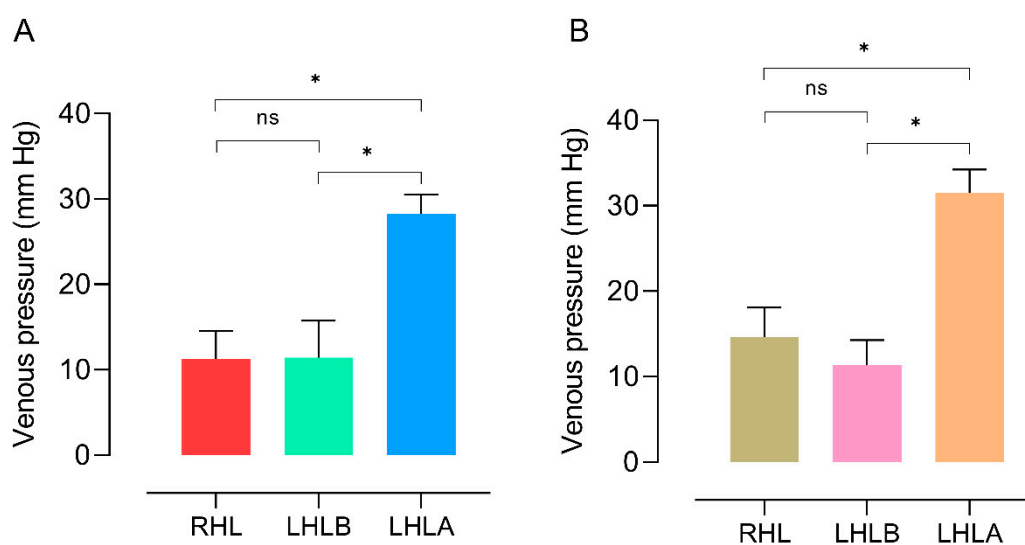 A
Venous pressure (mm Hg)
40
30
20
10
0
*
ns
*
RHL
LHLB
LHLA
B
Venous pressure (mm Hg)
40
30
20
10
0
*
ns
*
RHL
LHLB
LHLA